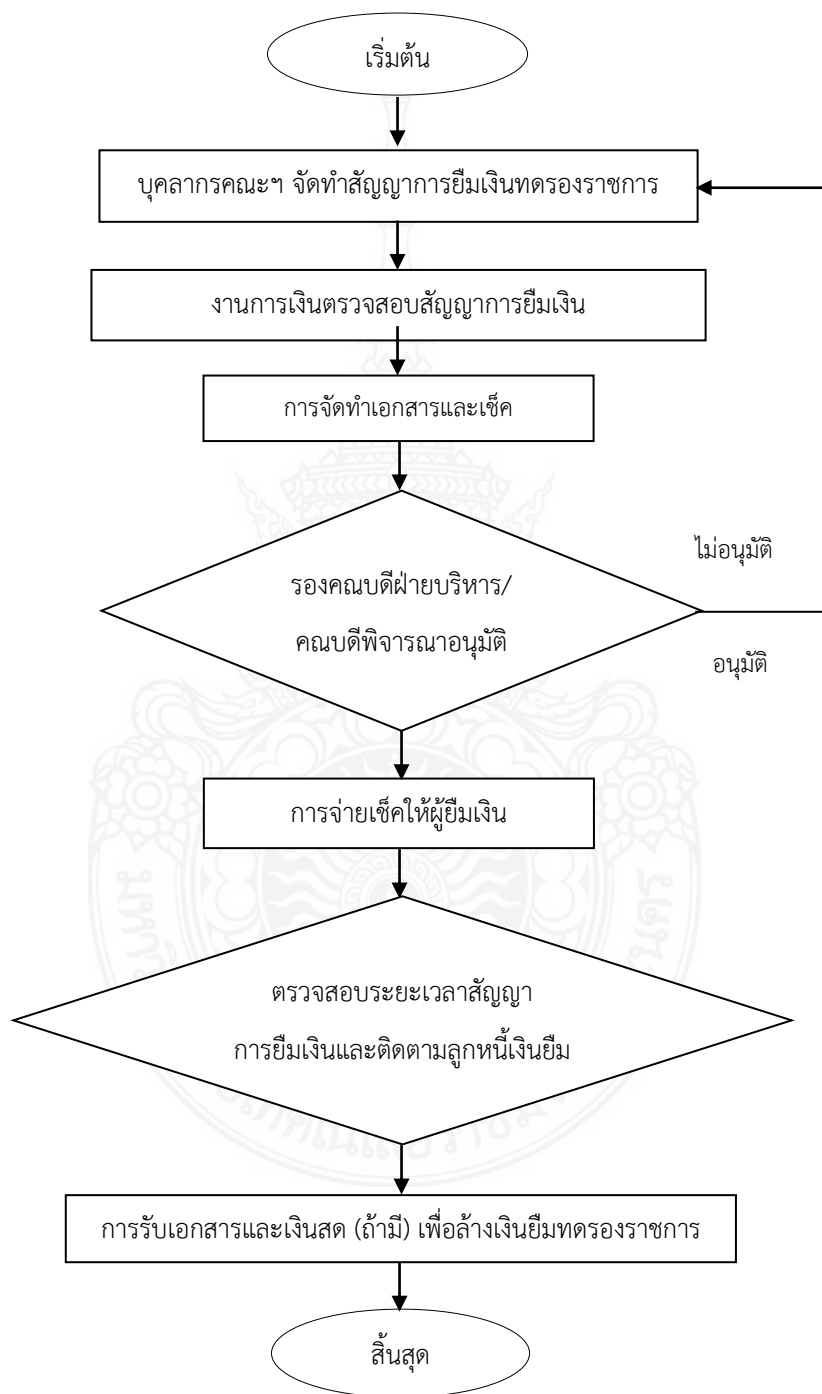 เริ่มต้น
บุคลากรคณะฯ จัดทำสัญญาการยืมเงินทดรองราชการ
งานการเงินตรวจสอบสัญญาการยืมเงิน
การจัดทำเอกสารและเช็ค
ไม่อนุมัติ
รองคณบดีฝ่ายบริหาร/
คณบดีพิจารณาอนุมัติ
อนุมัติ
การจ่ายเช็คให้ผู้ยืมเงิน
ตรวจสอบระยะเวลาสัญญา
การยืมเงินและติดตามลูกหนี้เงินยืม
การรับเอกสารและเงินสด (ถ้ามี) เพื่อล้างเงินยืมทดรองราชการ
สิ้นสุด